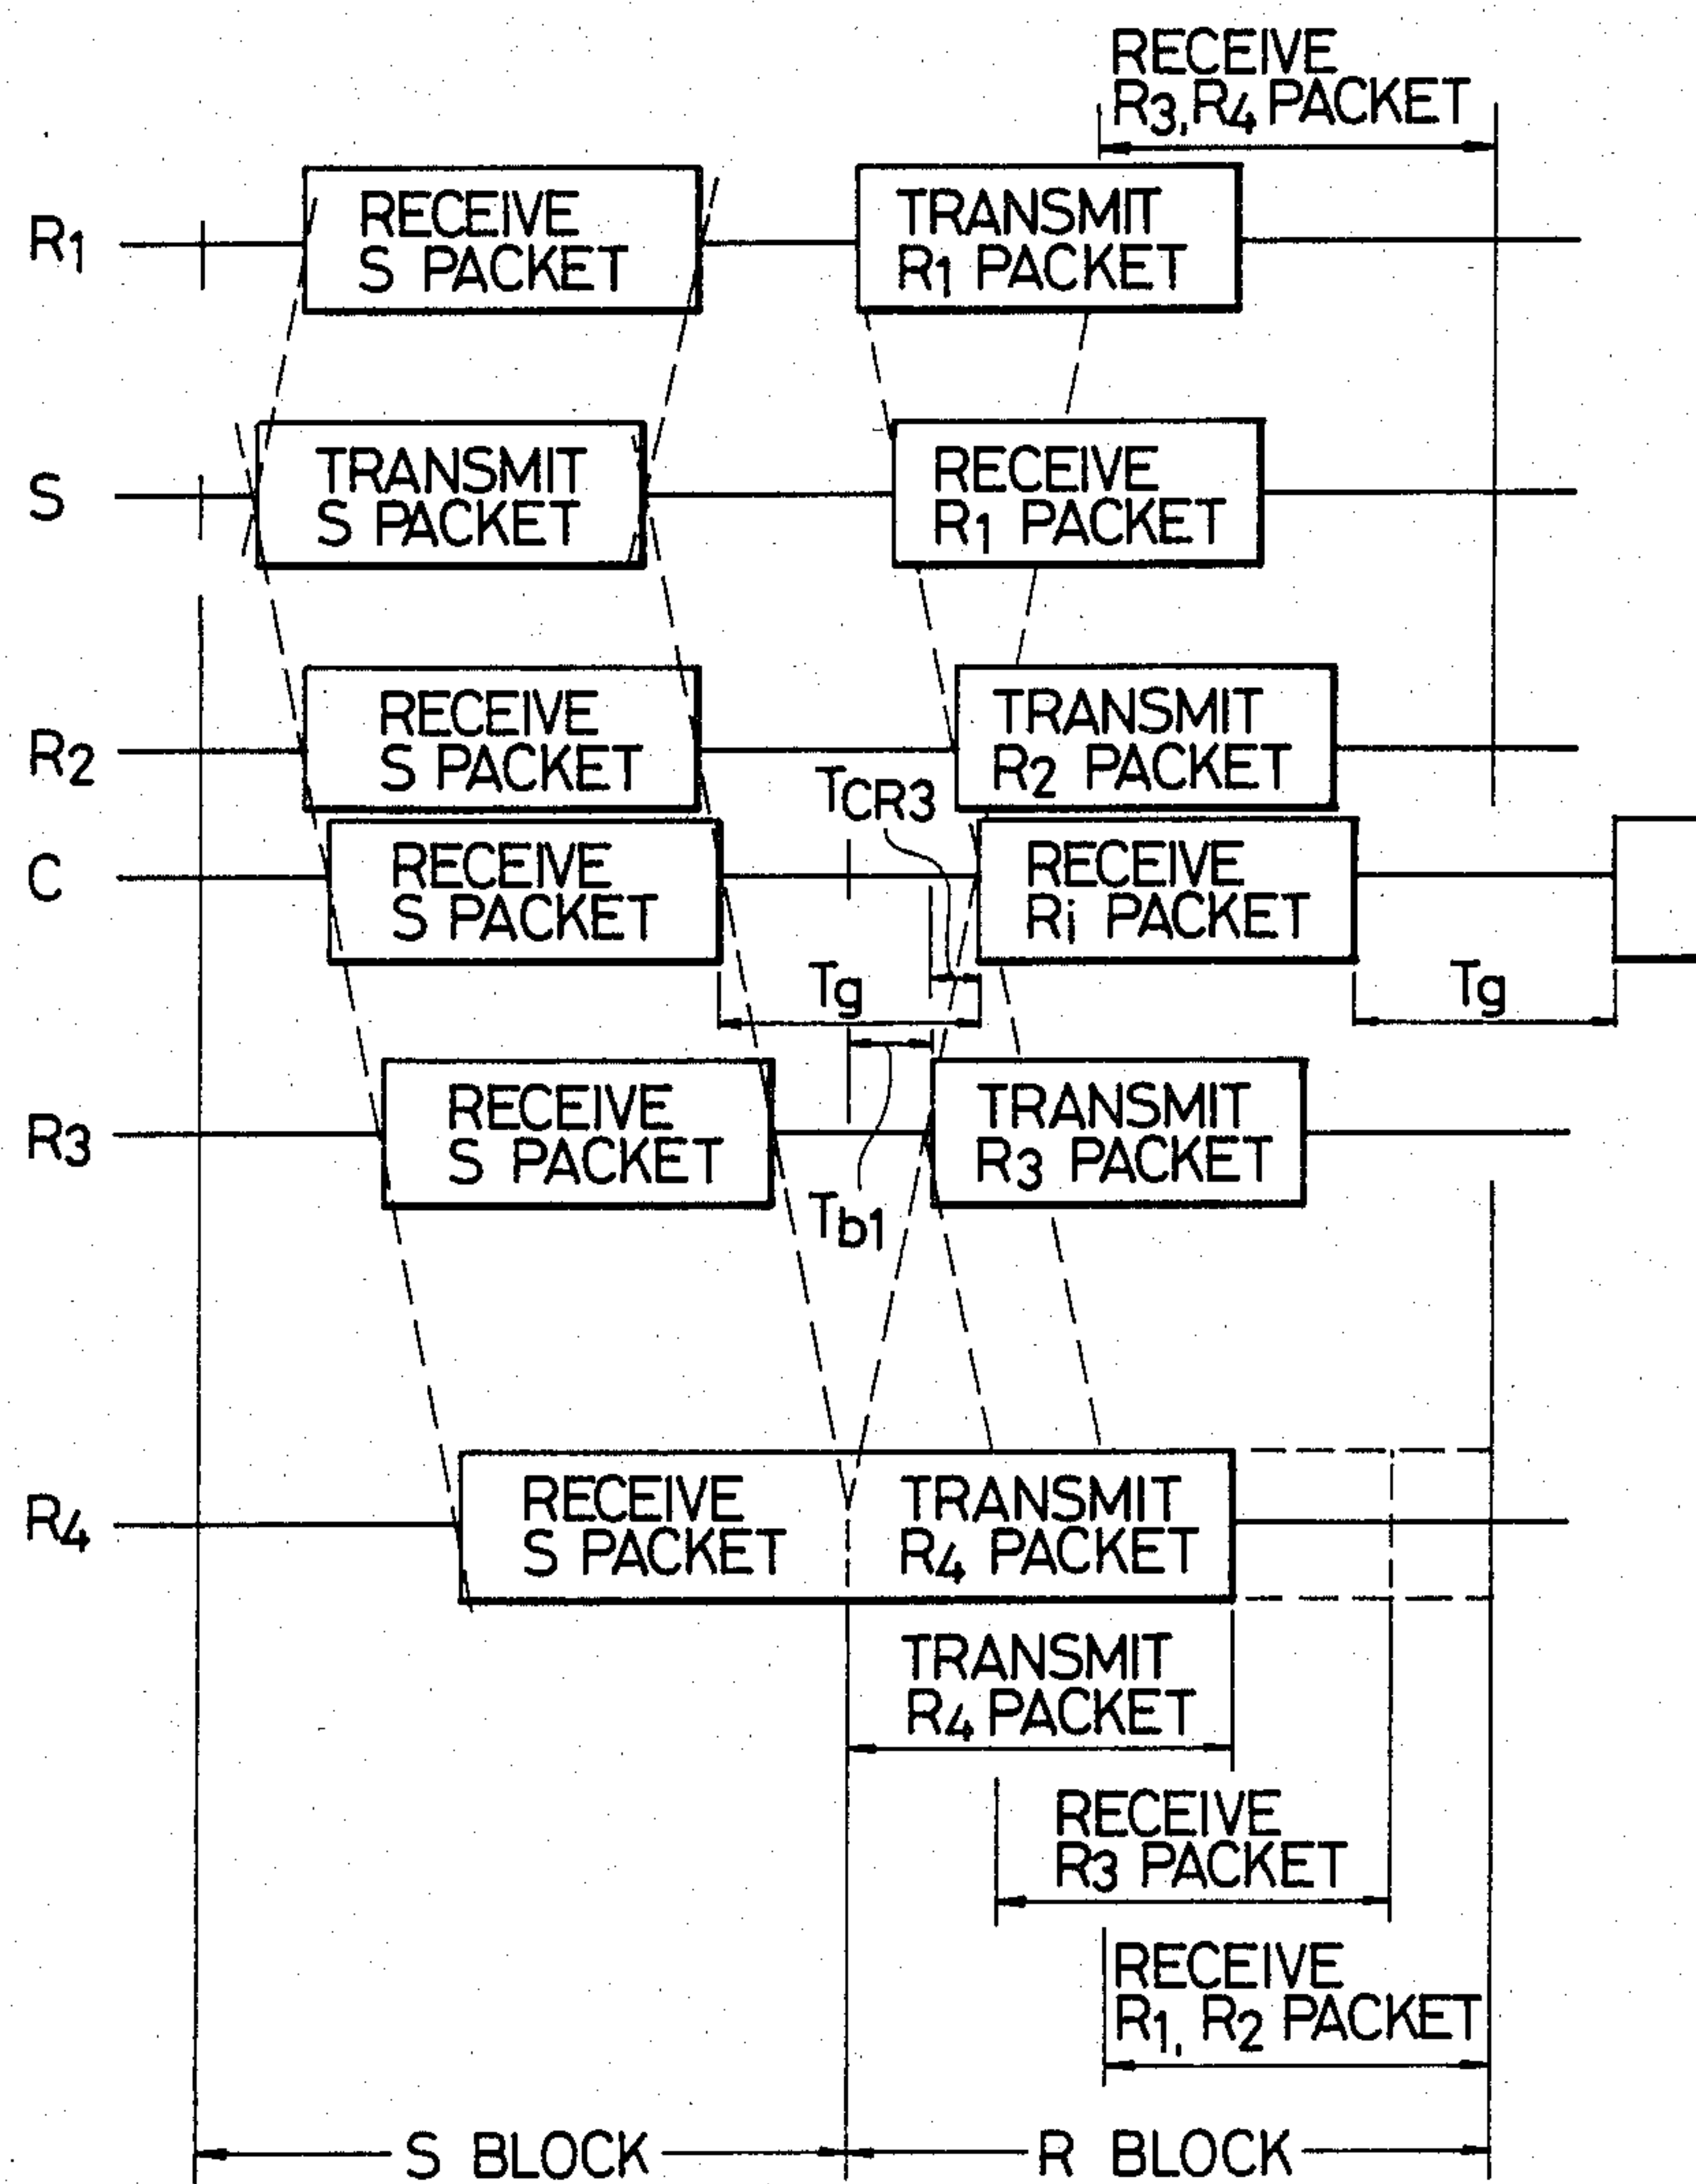 RECEIVE
R3, R4 PACKET
R1
RECEIVE
S PACKET
TRANSMIT
R1 PACKET
S
TRANSMIT
S PACKET
RECEIVE
R1 PACKET
R2
RECEIVE
S PACKET
TRANSMIT
R2 PACKET
TCR3
C
RECEIVE
S PACKET
RECEIVE
Ri PACKET
Tg
Tg
R3
RECEIVE
S PACKET
TRANSMIT
R3 PACKET
Tb1
R4
RECEIVE
S PACKET
TRANSMIT
R4 PACKET
TRANSMIT
R4 PACKET
RECEIVE
R3 PACKET
RECEIVE
R1, R2 PACKET
S BLOCK
R BLOCK